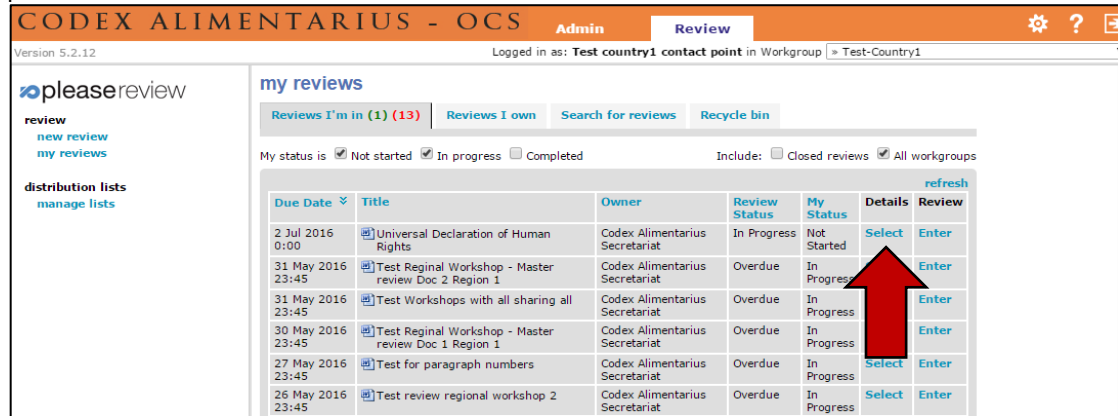 CODEX ALIMENTARIUS - OCS Admin Review ?
Version 5.2.12 Logged in as: Test country1 contact point in Workgroup » Test-Country1
pleasereview
review
new review
my reviews
distribution lists
manage lists
my reviews
Reviews I'm in (1) (13) Reviews I own Search for reviews Recycle bin
My status is Not started In progress Completed Include: Closed reviews All workgroups
refresh
Due Date Title Owner Review Status My Status Details Review
2 Jul 2016 Universal Declaration of Human Codex Alimentarius In Progress Not Select Enter
0:00 Rights Secretariat Started
31 May 2016 Test Reginal Workshop - Master Codex Alimentarius Overdue In Enter
23:45 review Doc 2 Region 1 Secretariat Progress
31 May 2016 Test Workshops with all sharing all Codex Alimentarius Overdue In Enter
23:45 Secretariat Progress
30 May 2016 Test Reginal Workshop - Master Codex Alimentarius Overdue In Enter
23:45 review Doc 1 Region 1 Secretariat Progress
27 May 2016 Test for paragraph numbers Codex Alimentarius Overdue In Select Enter
23:45 Secretariat Progress
26 May 2016 Test review regional workshop 2 Codex Alimentarius Overdue In Select Enter
23:45 Secretariat Progress